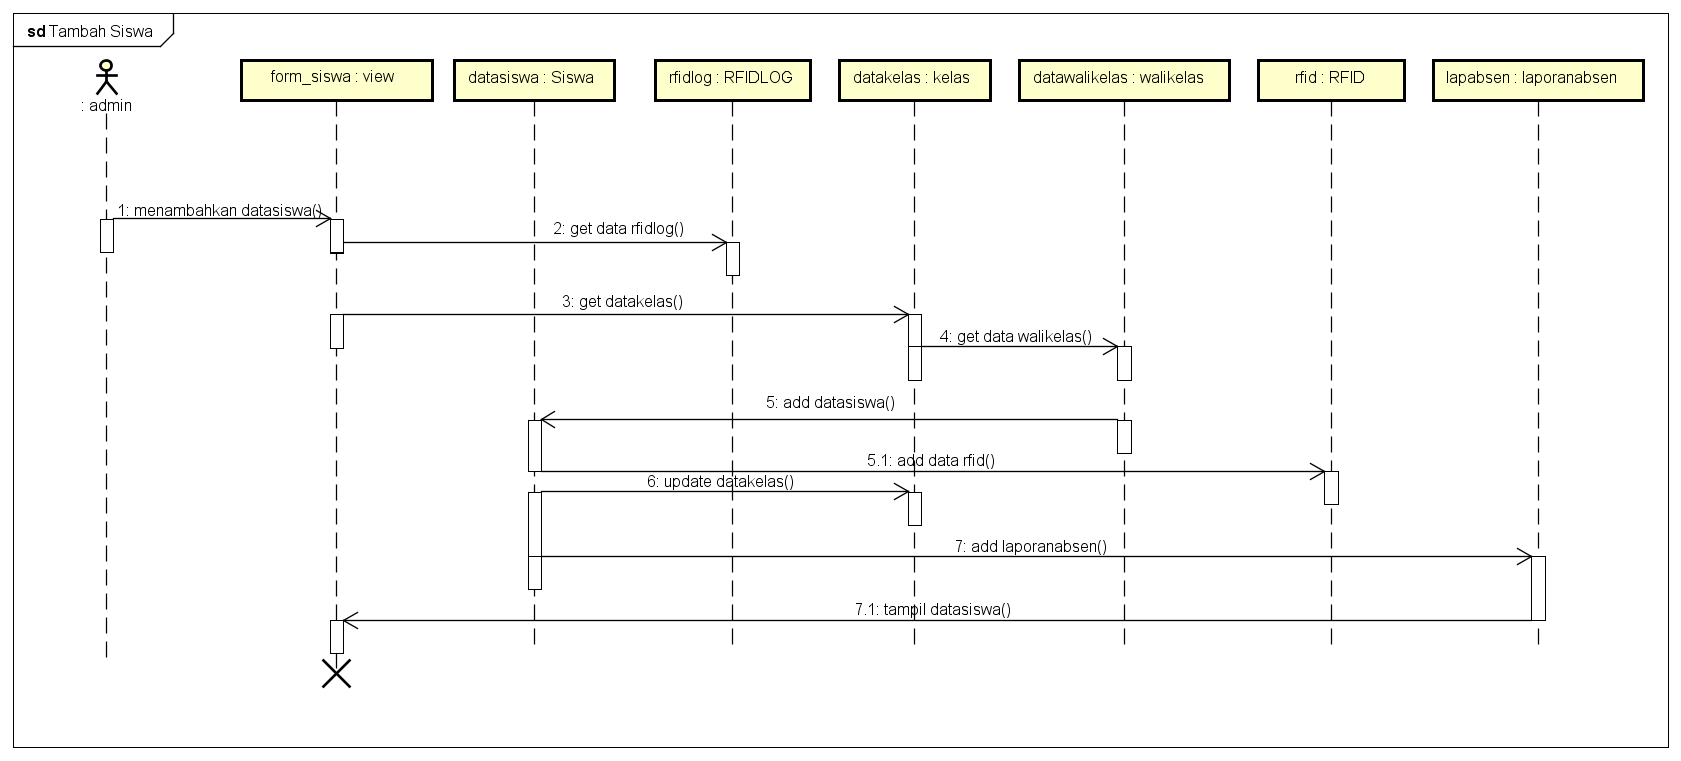 sd Tambah Siswa
: admin
form_siswa : view
datasiswa : Siswa
rfidlog : RFIDLOG
datakelas : kelas
datawalikelas : walikelas
rfid : RFID
lapabsen : laporanabsen
1: menambahkan datasiswa()
2: get data rfidlog()
3: get datakelas()
4: get data walikelas()
5: add datasiswa()
5.1: add data rfid()
6: update datakelas()
7: add laporanabsen()
7.1: tampil datasiswa()